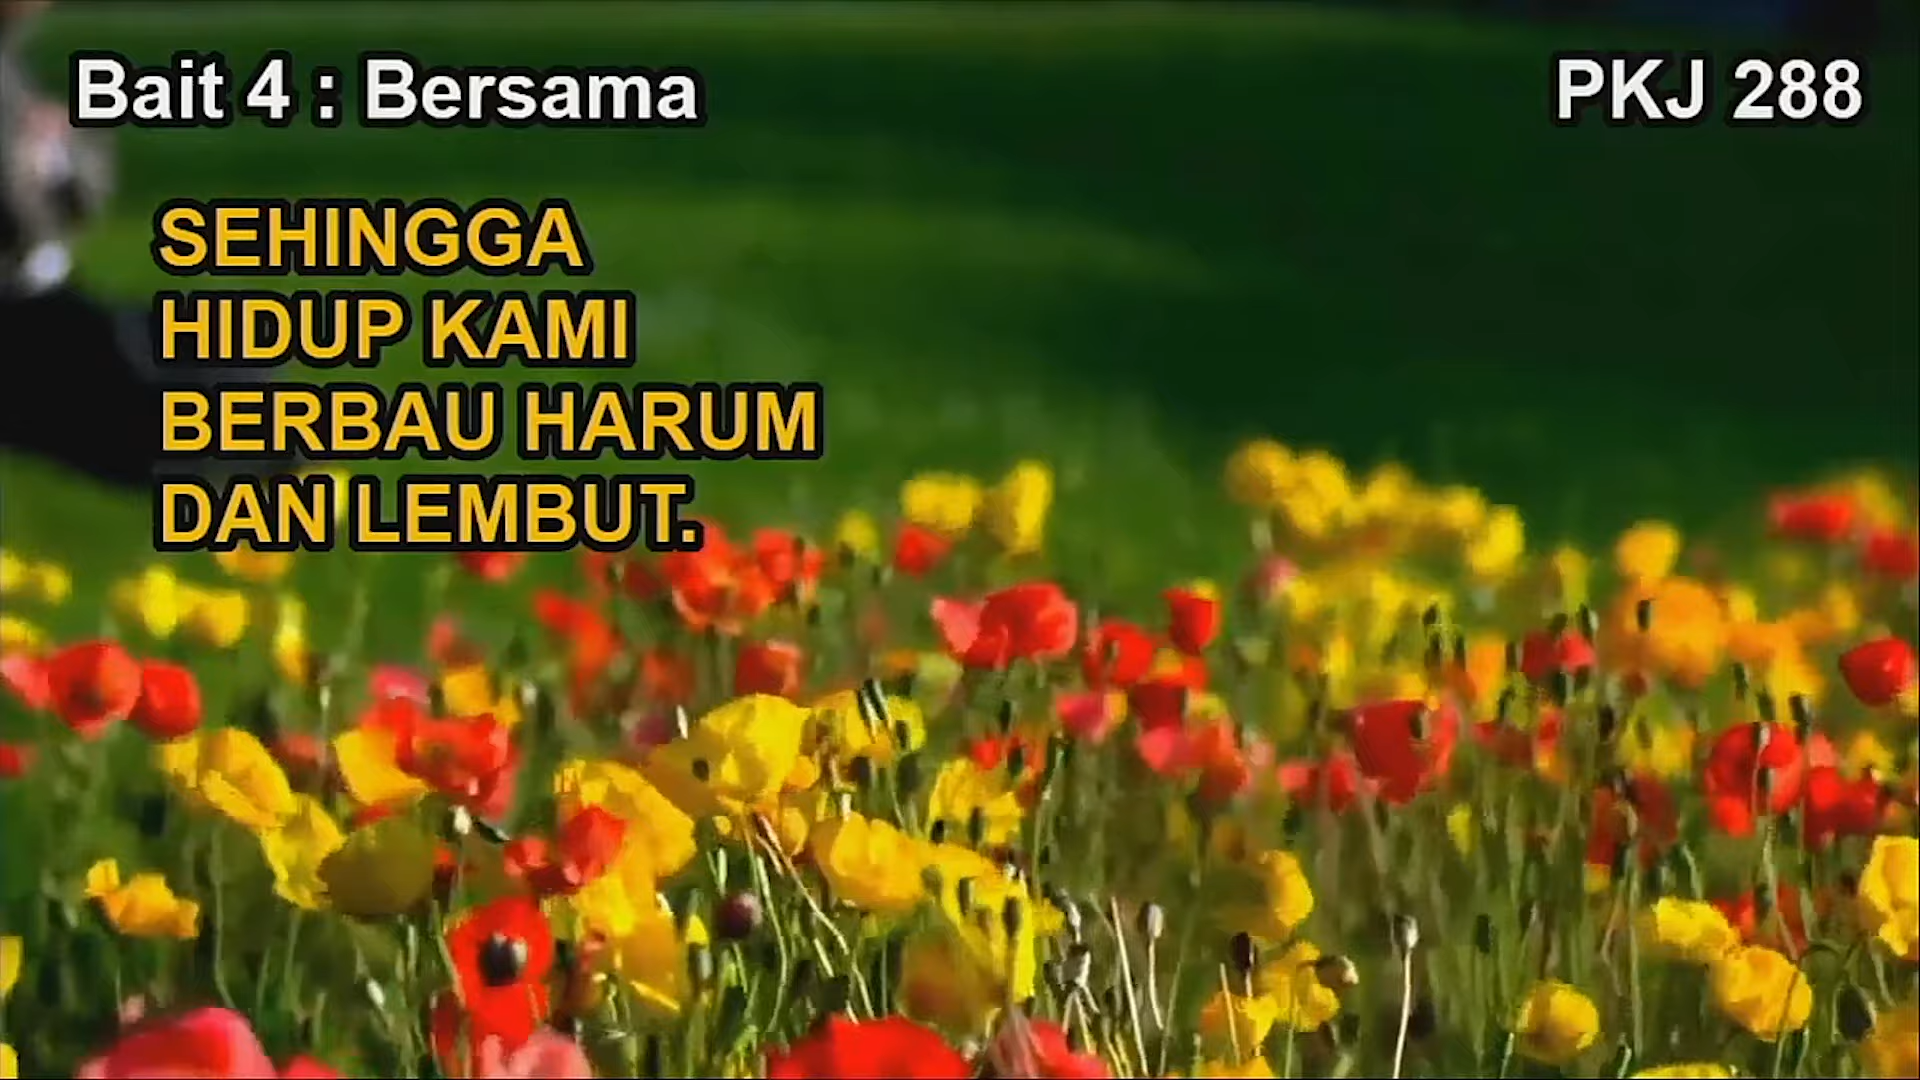 Bait 4 : Bersama
PKJ 288
SEHINGGA
HIDUP KAMI
BERBAU HARUM
DAN LEMBUT.